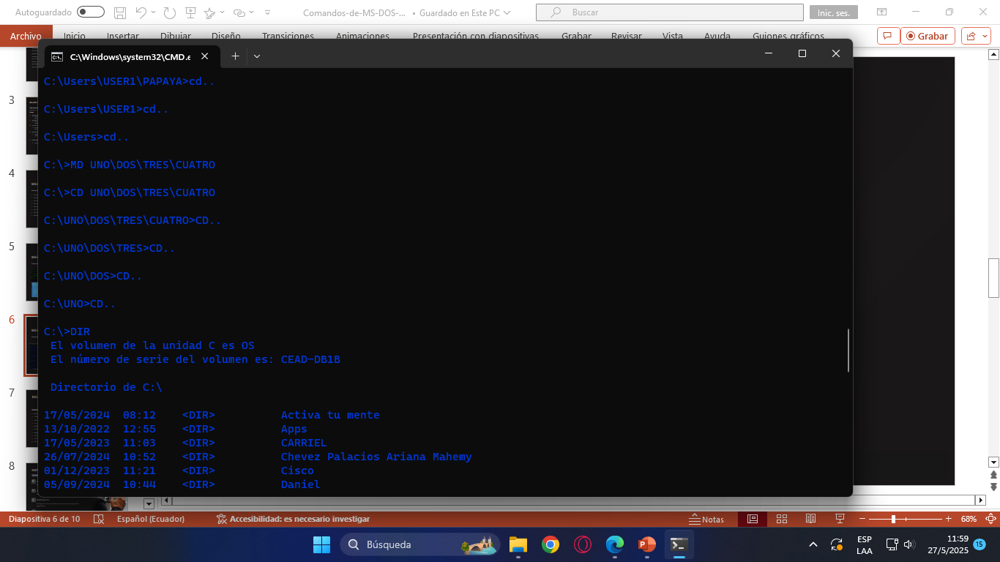 Autoguardado
Comandos-de-MS-DOS-... • Guardado en Este PC
Buscar
Inic. ses.
Archivo Inicio Insertar Dibujar Diseño Transiciones Animaciones Presentación con diapositivas Grabar Revisar Vista Ayuda Guiones gráficos
Grabar
C:\Windows\system32\CMD.e
C:\Users\USER1\PAPAYA>cd..
C:\Users\USER1>cd..
C:\Users>cd..
C:\>MD UNO\DOS\TRES\CUATRO
C:\>CD UNO\DOS\TRES\CUATRO
C:\UNO\DOS\TRES\CUATRO>CD..
C:\UNO\DOS\TRES>CD..
C:\UNO\DOS>CD..
C:\UNO>CD..
C:\>DIR
El volumen de la unidad C es OS
El número de serie del volumen es: CEAD-DB1B
Directorio de C:\
17/05/2024 08:12 <DIR> Activa tu mente
13/10/2022 12:55 <DIR> Apps
17/05/2023 11:03 <DIR> CARRIEL
26/07/2024 10:52 <DIR> Chevez Palacios Ariana Mahemy
01/12/2023 11:21 <DIR> Cisco
05/09/2024 10:44 <DIR> Daniel
3
4
5
6
7
8
Diapositiva 6 de 10 Español (Ecuador) Accesibilidad: es necesario investigar Notas 68%
Búsqueda
ESP
LAA
11:59
27/5/2025
15